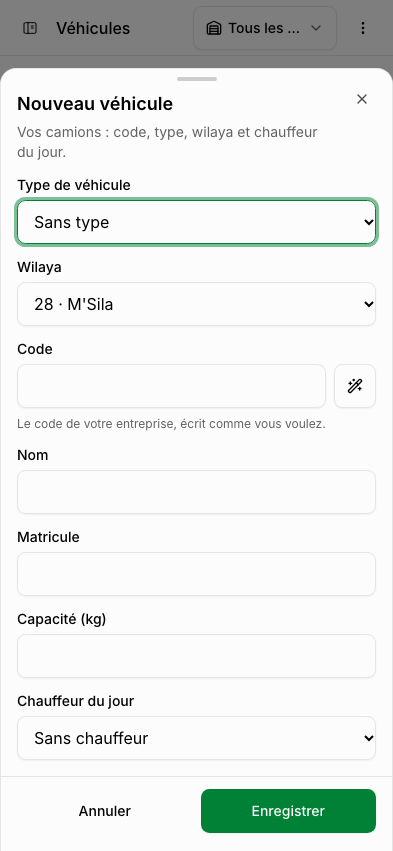 Véhicules
Tous les ...
Nouveau véhicule
Vos camions : code, type, wilaya et chauffeur
du jour.
Type de véhicule
Sans type
Wilaya
28 · M'Sila
Code
Le code de votre entreprise, écrit comme vous voulez.
Nom
Matricule
Capacité (kg)
Chauffeur du jour
Sans chauffeur
Annuler
Enregistrer